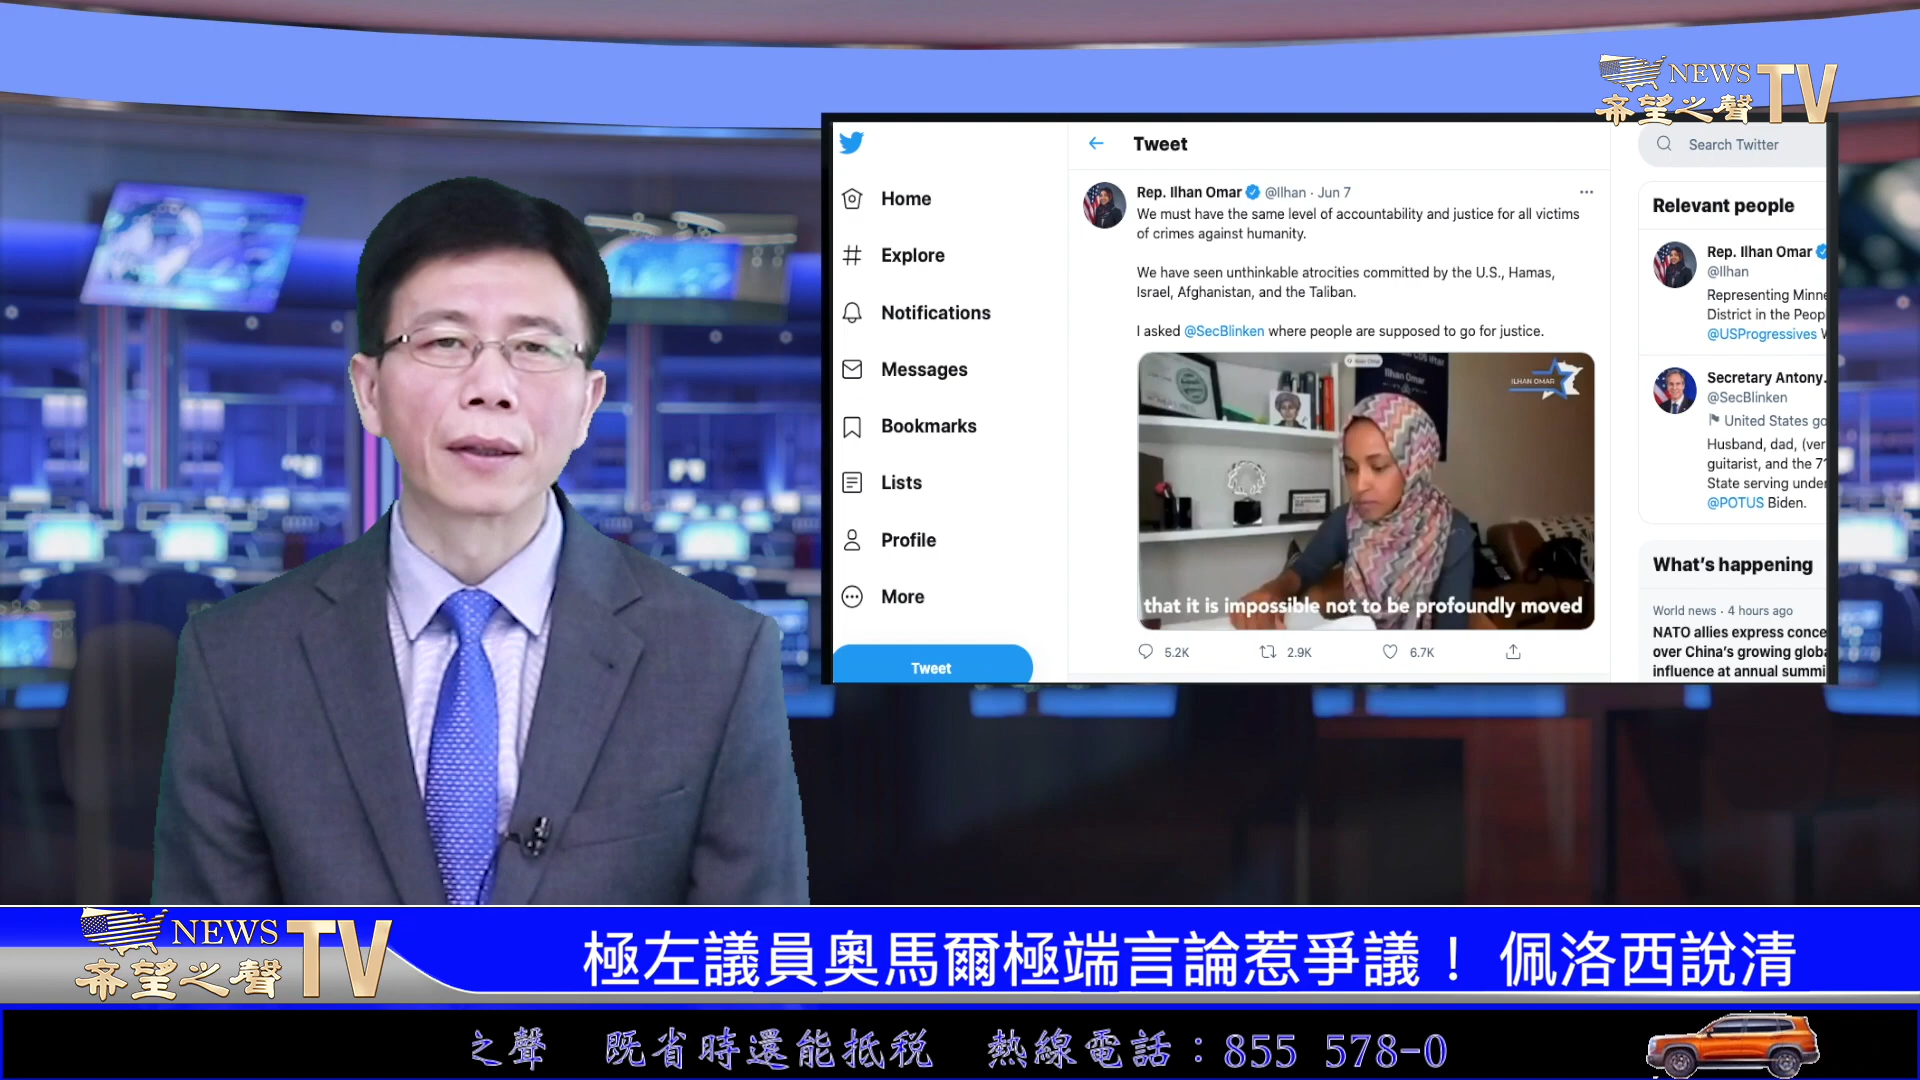 NEWS TV
希望之聲
Tweet
Search Twitter
Home
Explore
Notifications
Messages
Bookmarks
Lists
Profile
More
Tweet
Rep. Ilhan Omar @Ilhan · Jun 7
We must have the same level of accountability and justice for all victims
of crimes against humanity.
We have seen unthinkable atrocities committed by the U.S., Hamas,
Israel, Afghanistan, and the Taliban.
I asked @SecBlinken where people are supposed to go for justice.
ILHAN OMAR
Ilhan Omar
that it is impossible not to be profoundly moved
5.2K 2.9K 6.7K
Relevant people
Rep. Ilhan Omar
@Ilhan
Representing Minne
District in the Peop
@USProgressives
Secretary Antony.
@SecBlinken
United States go
Husband, dad, (ver
guitarist, and the 7
State serving under
@POTUS Biden.
What's happening
World news · 4 hours ago
NATO allies express conce
over China's growing globa
influence at annual summi
NEWS TV
希望之聲
極左議員奧馬爾極端言論惹爭議！ 佩洛西說清
之聲 既省時還能抵税 熱線電話：855 578-0